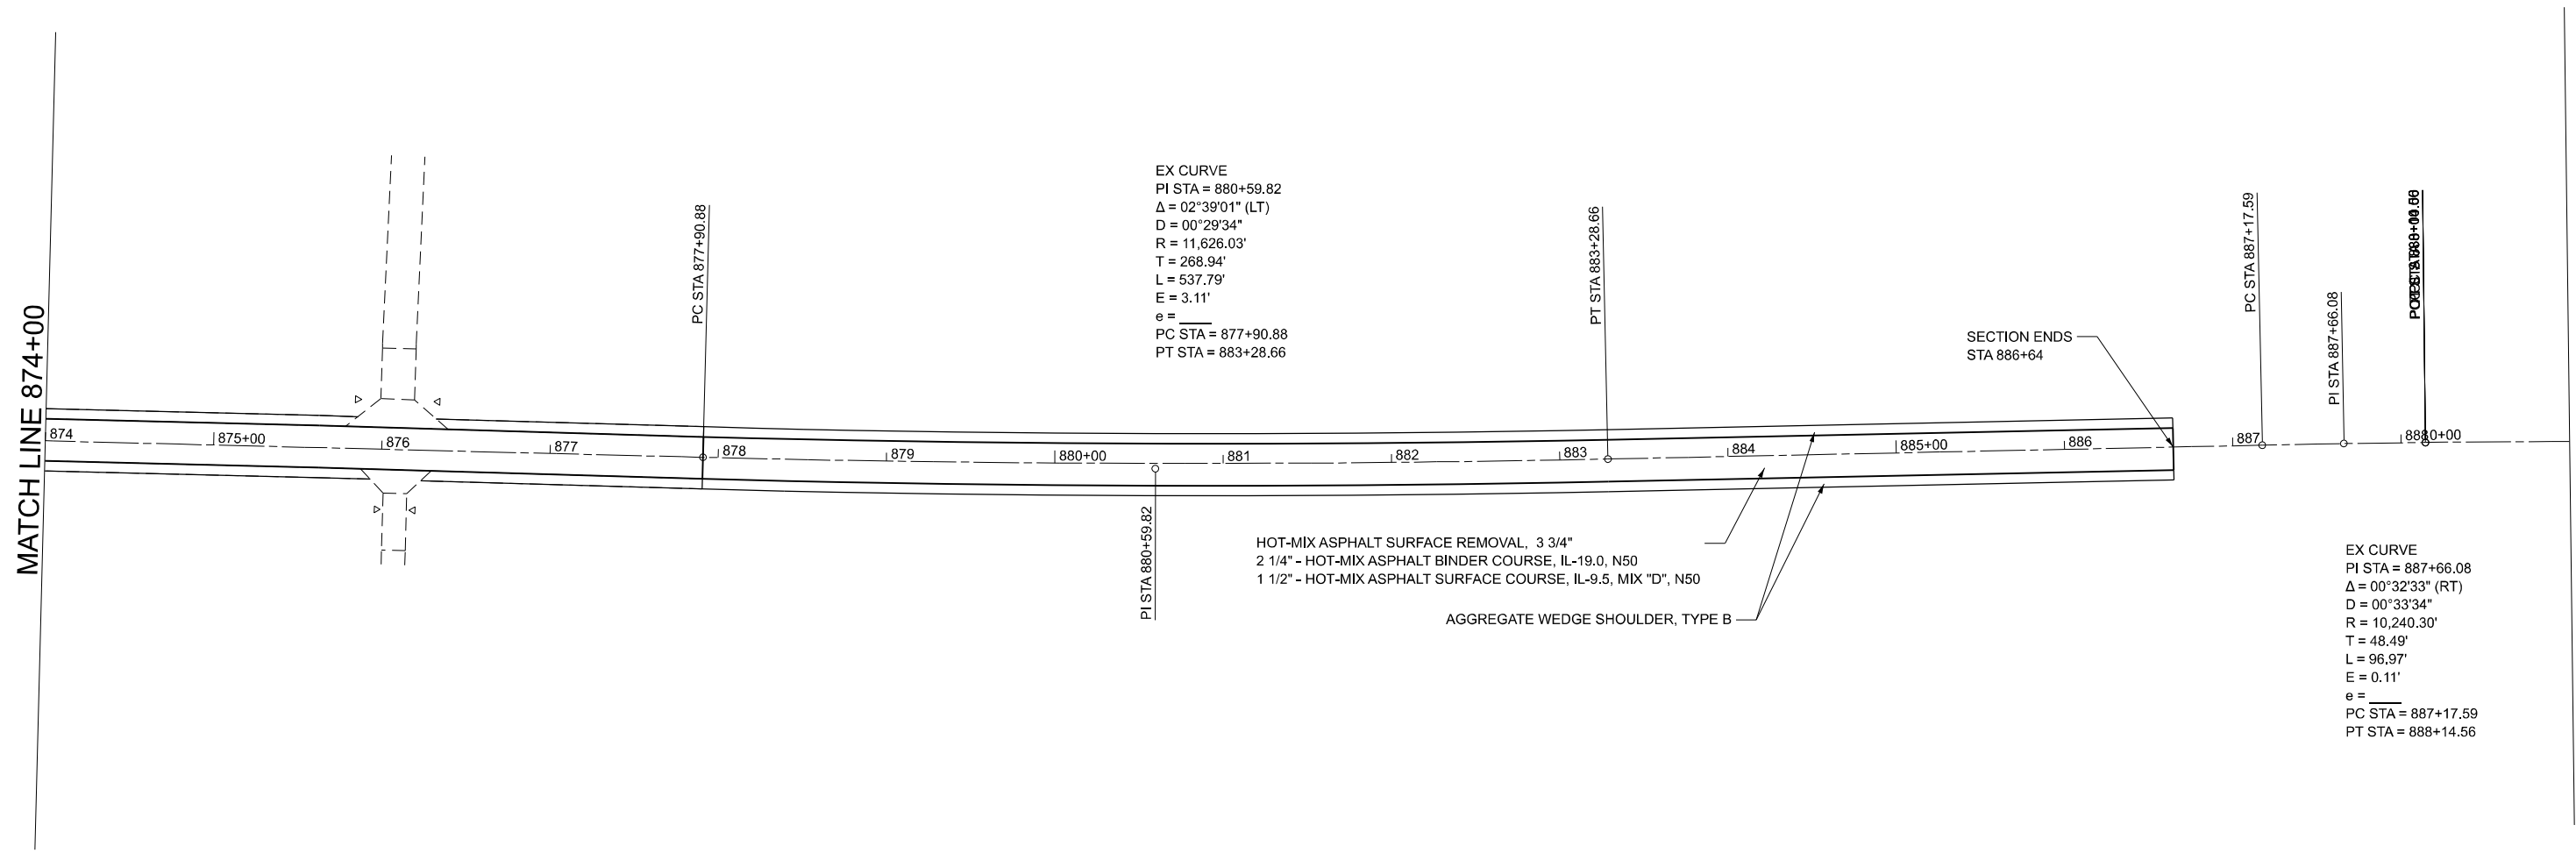 MATCH LINE 874+00
PC STA 877+90.88
EX CURVE
PI STA = 880+59.82
Δ = 02°39'01" (LT)
D = 00°29'34"
R = 11,626.03'
T = 268.94'
L = 537.79'
E = 3.11'
e = ____
PC STA = 877+90.88
PT STA = 883+28.66
PT STA 883+28.66
SECTION ENDS
STA 886+64
PC STA 887+17.59
PI STA 887+66.08
874
875+00
876
877
878
879
880+00
881
882
883
884
885+00
886
887
PI STA 880+59.82
HOT-MIX ASPHALT SURFACE REMOVAL, 3 3/4"
2 1/4" - HOT-MIX ASPHALT BINDER COURSE, IL-19.0, N50
1 1/2" - HOT-MIX ASPHALT SURFACE COURSE, IL-9.5, MIX "D", N50
AGGREGATE WEDGE SHOULDER, TYPE B
EX CURVE
PI STA = 887+66.08
Δ = 00°32'33" (RT)
D = 00°33'34"
R = 10,240.30'
T = 48.49'
L = 96.97'
E = 0.11'
e = ____
PC STA = 887+17.59
PT STA = 888+14.56